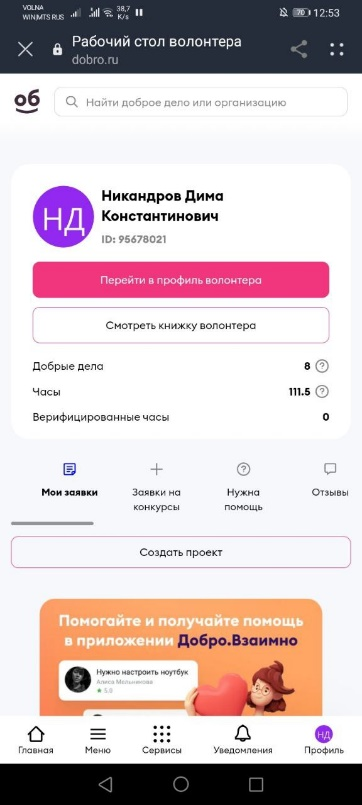 VOLNA
WINMTS RUS
38,7
K/s
70
12:53
Рабочий стол волонтера
dobro.ru
об
Найти доброе дело или организацию
НД
Никандров Дима
Константинович
ID: 95678021
Перейти в профиль волонтера
Смотреть книжку волонтера
Добрые дела 8 ?
Часы 111.5 ?
Верифицированные часы 0
Мои заявки
Заявки на
конкурсы
Нужна
помощь
Отзывы
Создать проект
Помогайте и получайте помощь
в приложении Добро.Взаимно
Нужно настроить ноутбук
Алиса Мельникова
5.0
Главная
Меню
Сервисы
Уведомления
НД
Профиль